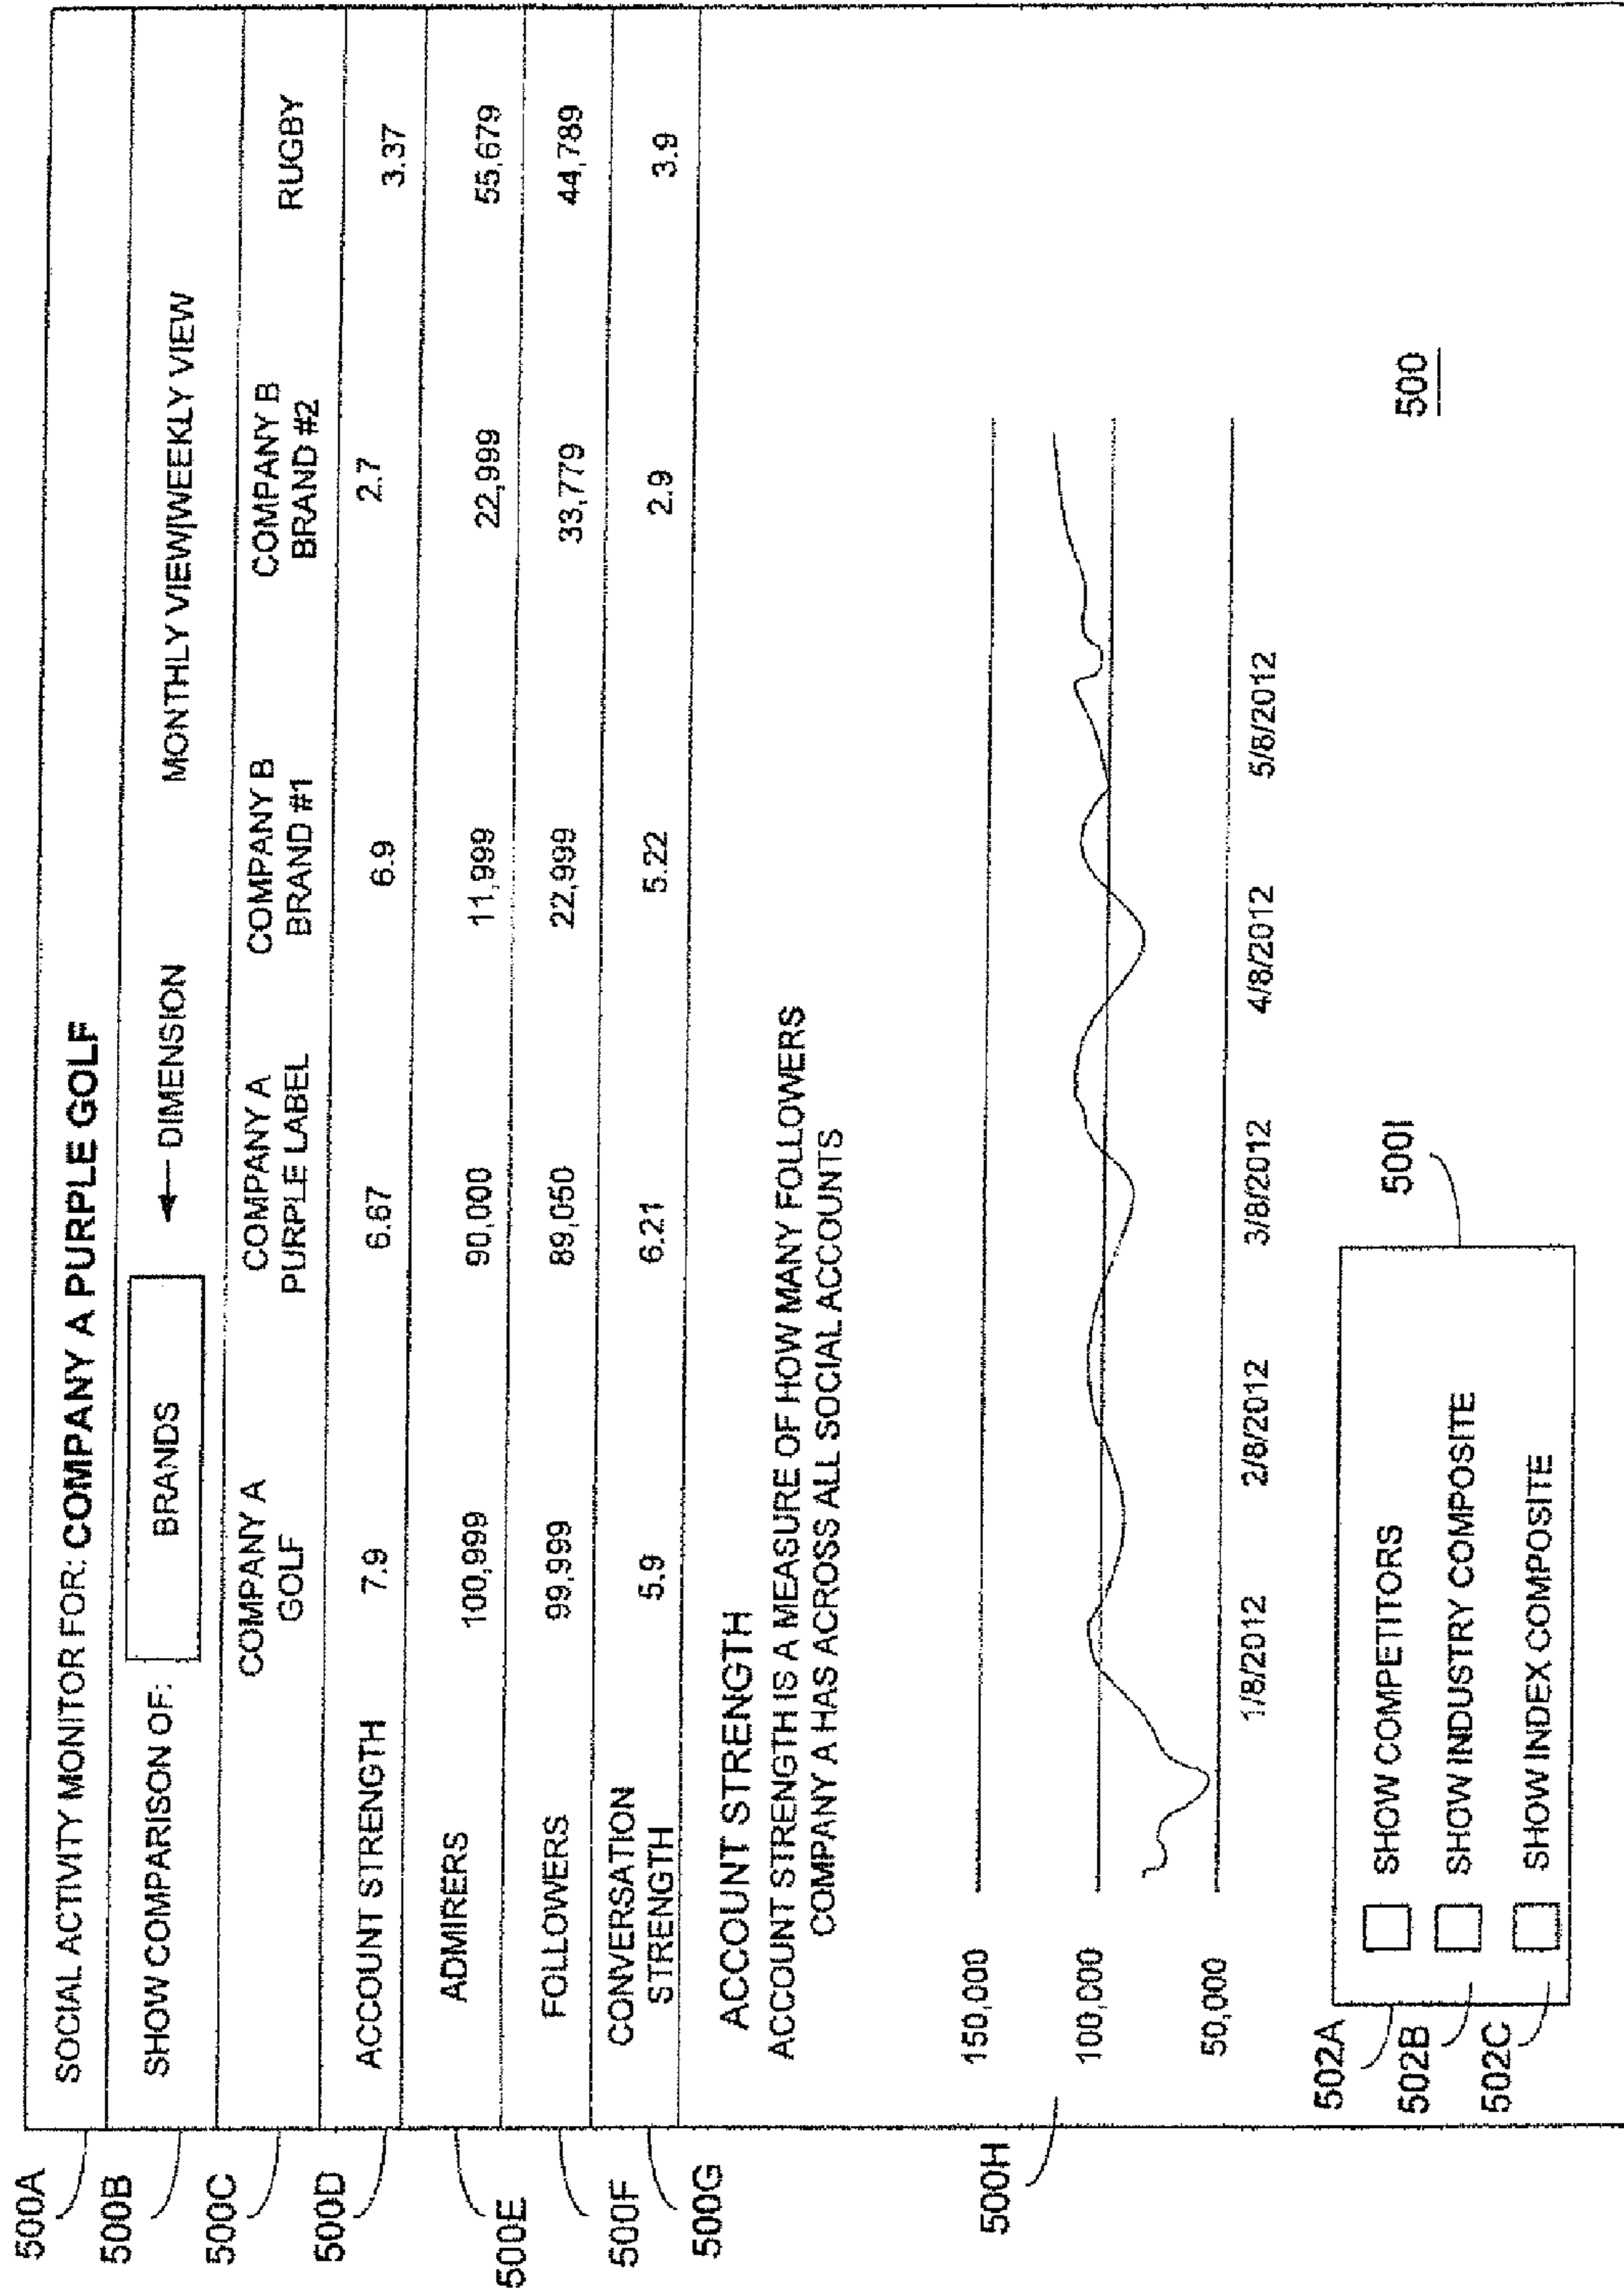 500A
SOCIAL ACTIVITY MONITOR FOR: COMPANY A PURPLE GOLF
500B
SHOW COMPARISON OF: BRANDS DIMENSION MONTHLY VIEW|WEEKLY VIEW
500C
COMPANY A COMPANY A COMPANY B COMPANY B RUGBY
GOLF PURPLE LABEL BRAND #1 BRAND #2
500D
ACCOUNT STRENGTH 7.9 6.67 6.9 2.7 3.37
500E
ADMIRERS 100,999 90,000 11,999 22,999 55.679
500F
FOLLOWERS 99,999 89,050 22,999 33,779 44,789
500G
CONVERSATION
STRENGTH 5.9 6.21 5.22 2.9 3.9
ACCOUNT STRENGTH
ACCOUNT STRENGTH IS A MEASURE OF HOW MANY FOLLOWERS
COMPANY A HAS ACROSS ALL SOCIAL ACCOUNTS
500H
150,000
100,000
50,000
1/8/2012 2/8/2012 3/8/2012 4/8/2012 5/8/2012
502A
SHOW COMPETITORS
502B
SHOW INDUSTRY COMPOSITE
502C
SHOW INDEX COMPOSITE
500I
500